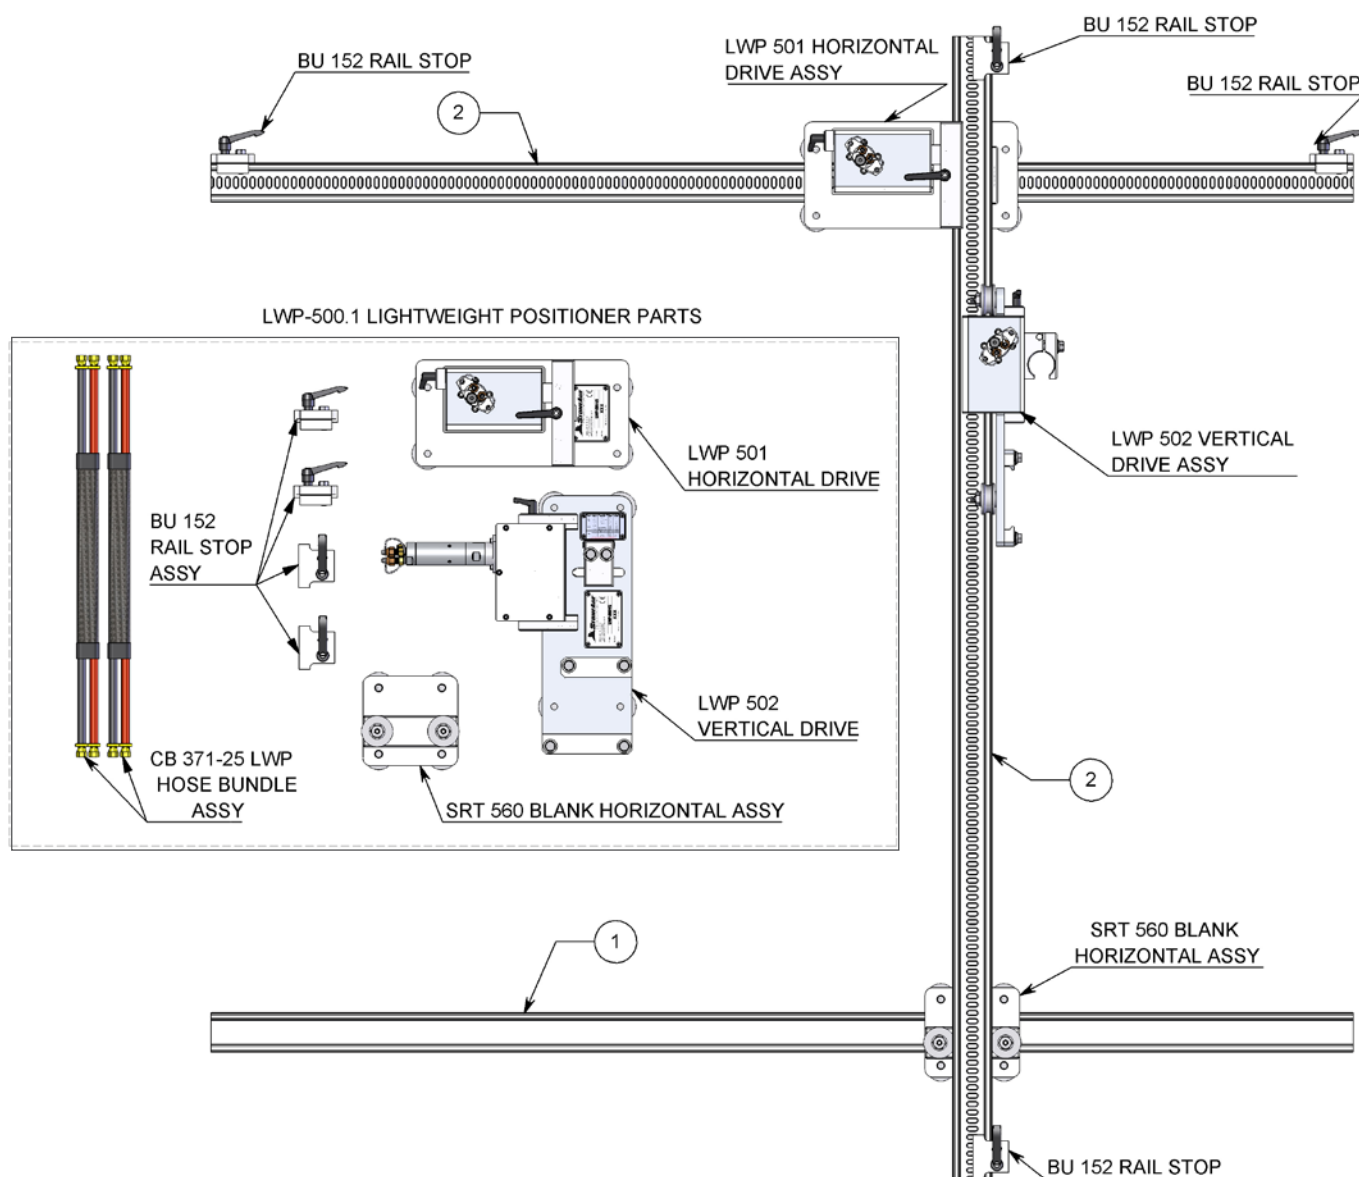 BU 152 RAIL STOP
LWP 501 HORIZONTAL
DRIVE ASSY
BU 152 RAIL STOP
BU 152 RAIL STOP
2
LWP-500.1 LIGHTWEIGHT POSITIONER PARTS
LWP 501
HORIZONTAL DRIVE
LWP 502 VERTICAL
DRIVE ASSY
BU 152
RAIL STOP
ASSY
LWP 502
VERTICAL DRIVE
CB 371-25 LWP
HOSE BUNDLE
ASSY
SRT 560 BLANK HORIZONTAL ASSY
2
1
SRT 560 BLANK
HORIZONTAL ASSY
BU 152 RAIL STOP